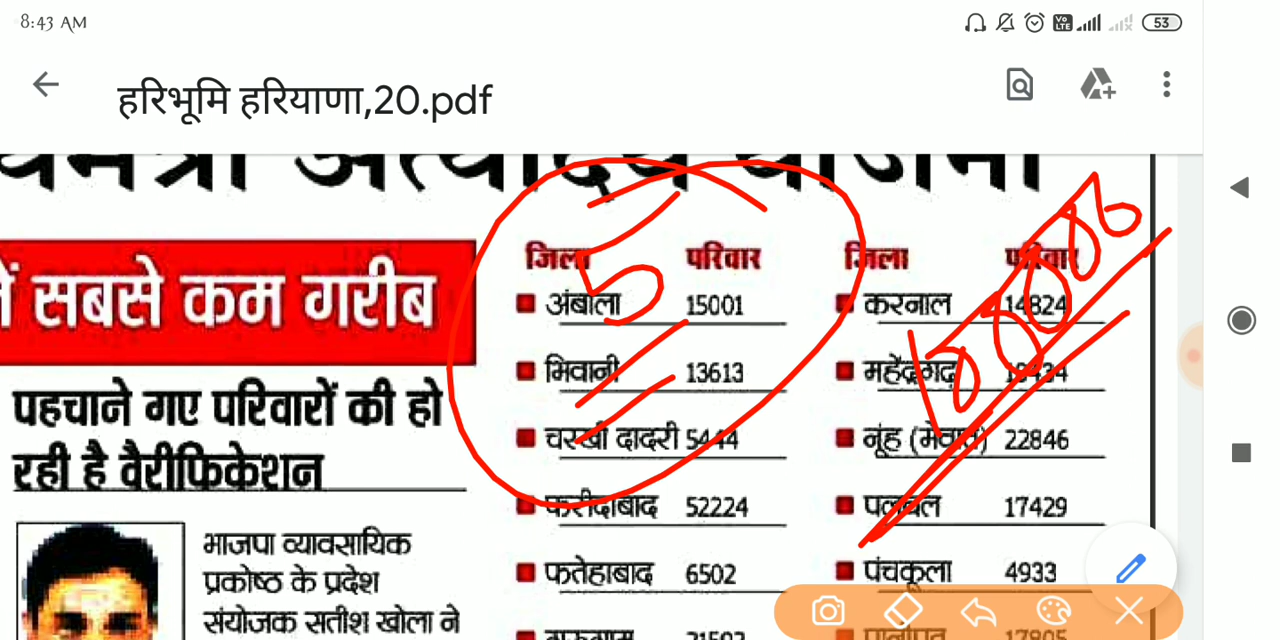 8:43 AM
53
हरिभूमि हरियाणा,20.pdf
में सबसे कम गरीब
पहचाने गए परिवारों की हो
रही है वैरीफिकेशन
भाजपा व्यावसायिक
प्रकोष्ठ के प्रदेश
संयोजक सतीश खोला ने
जिला परिवार
अंबाला 15001
भिवानी 13613
चरखी दादरी 5444
फरीदाबाद 52224
फतेहाबाद 6502
जिला परिवार
करनाल 14824
महेंद्रगढ़
नूंह (मेवात) 22846
पलवल 17429
पंचकूला 4933
पानीपत 17805
5